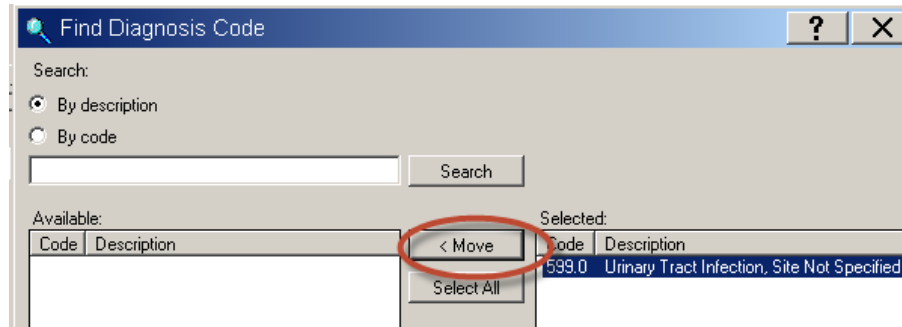 Find Diagnosis Code ?
Search:
By description
By code
Search
Available: Selected:
Code Description < Move Code Description
599.0 Urinary Tract Infection, Site Not Specified
Select All